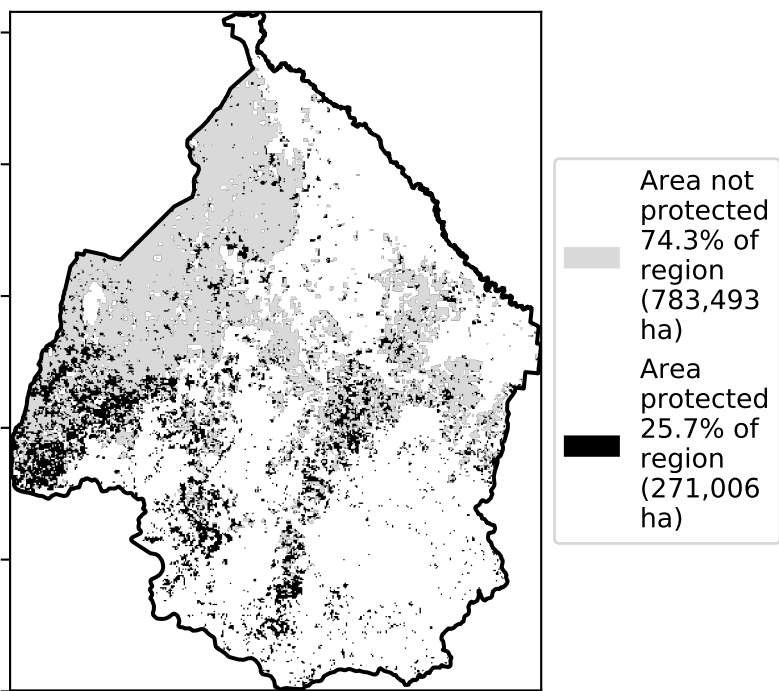 Area not
protected
74.3% of
region
(783,493
ha)
Area
protected
25.7% of
region
(271,006
ha)